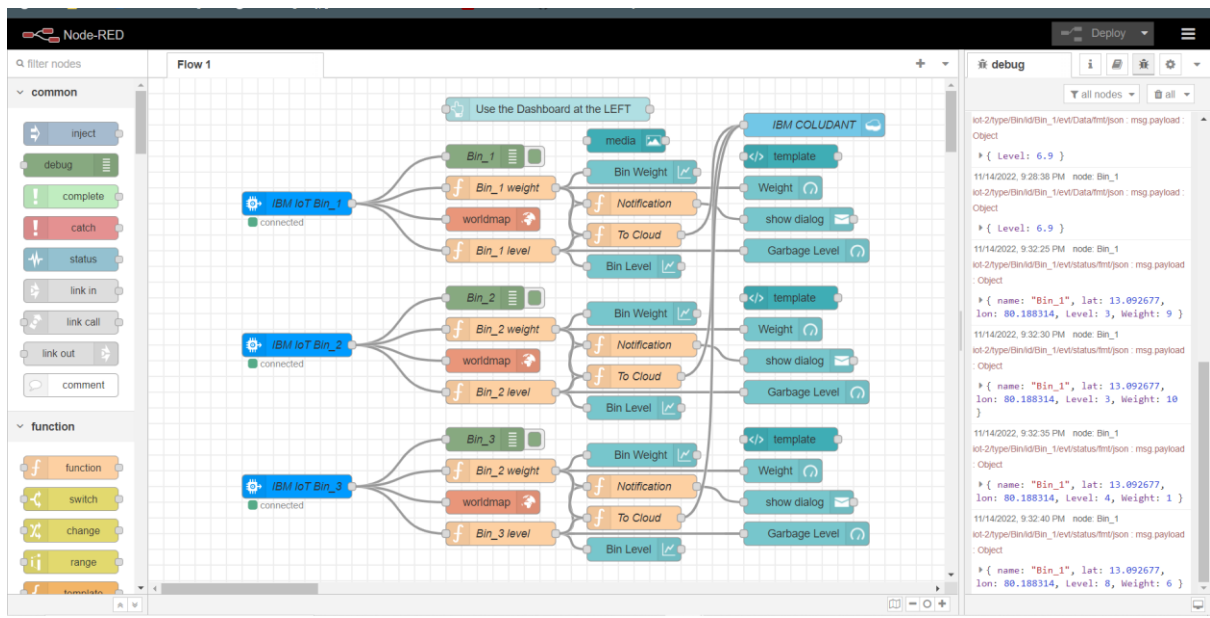 Node-RED
Deploy
filter nodes
Flow 1
debug
i
all nodes
all
common
inject
debug
complete
catch
status
link in
link call
link out
comment
function
function
switch
change
range
template
Use the Dashboard at the LEFT
media
IBM COLUDANT
Bin_1
template
Bin Weight
Bin_1 weight
Weight
IBM IoT Bin_1
Notification
connected
worldmap
show dialog
To Cloud
Bin_1 level
Garbage Level
Bin Level
Bin_2
template
Bin Weight
Bin_2 weight
Weight
IBM IoT Bin_2
Notification
connected
worldmap
show dialog
To Cloud
Bin_2 level
Garbage Level
Bin Level
Bin_3
template
Bin Weight
Bin_2 weight
Weight
IBM IoT Bin_3
Notification
connected
worldmap
show dialog
To Cloud
Bin_3 level
Garbage Level
Bin Level
iot-2/type/Bin/id/Bin_1/evt/Data/fmt/json : msg.payload :
Object
{ Level: 6.9 }
11/14/2022, 9:28:38 PM node: Bin_1
iot-2/type/Bin/id/Bin_1/evt/Data/fmt/json : msg.payload :
Object
{ Level: 6.9 }
11/14/2022, 9:32:25 PM node: Bin_1
iot-2/type/Bin/id/Bin_1/evt/status/fmt/json : msg.payload
: Object
{ name: "Bin_1", lat: 13.092677,
lon: 80.188314, Level: 3, Weight: 9 }
11/14/2022, 9:32:30 PM node: Bin_1
iot-2/type/Bin/id/Bin_1/evt/status/fmt/json : msg.payload
: Object
{ name: "Bin_1", lat: 13.092677,
lon: 80.188314, Level: 3, Weight: 10
}
11/14/2022, 9:32:35 PM node: Bin_1
iot-2/type/Bin/id/Bin_1/evt/status/fmt/json : msg.payload
: Object
{ name: "Bin_1", lat: 13.092677,
lon: 80.188314, Level: 4, Weight: 1 }
11/14/2022, 9:32:40 PM node: Bin_1
iot-2/type/Bin/id/Bin_1/evt/status/fmt/json : msg.payload
: Object
{ name: "Bin_1", lat: 13.092677,
lon: 80.188314, Level: 8, Weight: 6 }